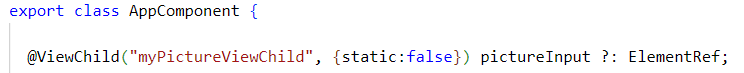 export class AppComponent {
@ViewChild("myPictureViewChild", {static:false}) pictureInput ?: ElementRef;